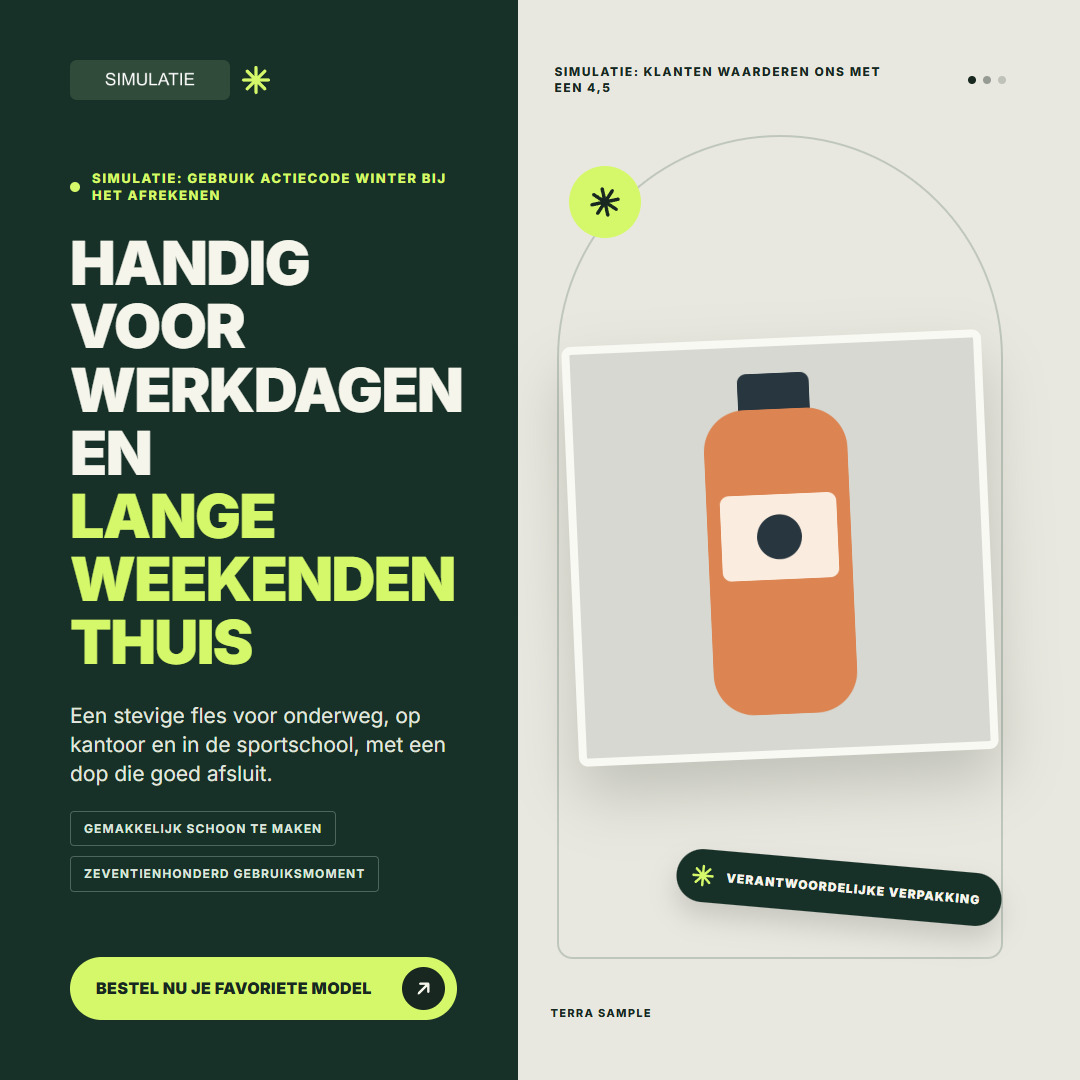 SIMULATIE
SIMULATIE: GEBRUIK ACTIECODE WINTER BIJ
HET AFREKENEN
HANDIG
VOOR
WERKDAGEN
EN
LANGE
WEEKENDEN
THUIS
Een stevige fles voor onderweg, op
kantoor en in de sportschool, met een
dop die goed afsluit.
GEMAKKELIJK SCHOON TE MAKEN
ZEVENTIENHONDERD GEBRUIKSMOMENT
BESTEL NU JE FAVORIETE MODEL
SIMULATIE: KLANTEN WAARDEREN ONS MET
EEN 4,5
VERANTWOORDELIJKE VERPAKKING
TERRA SAMPLE